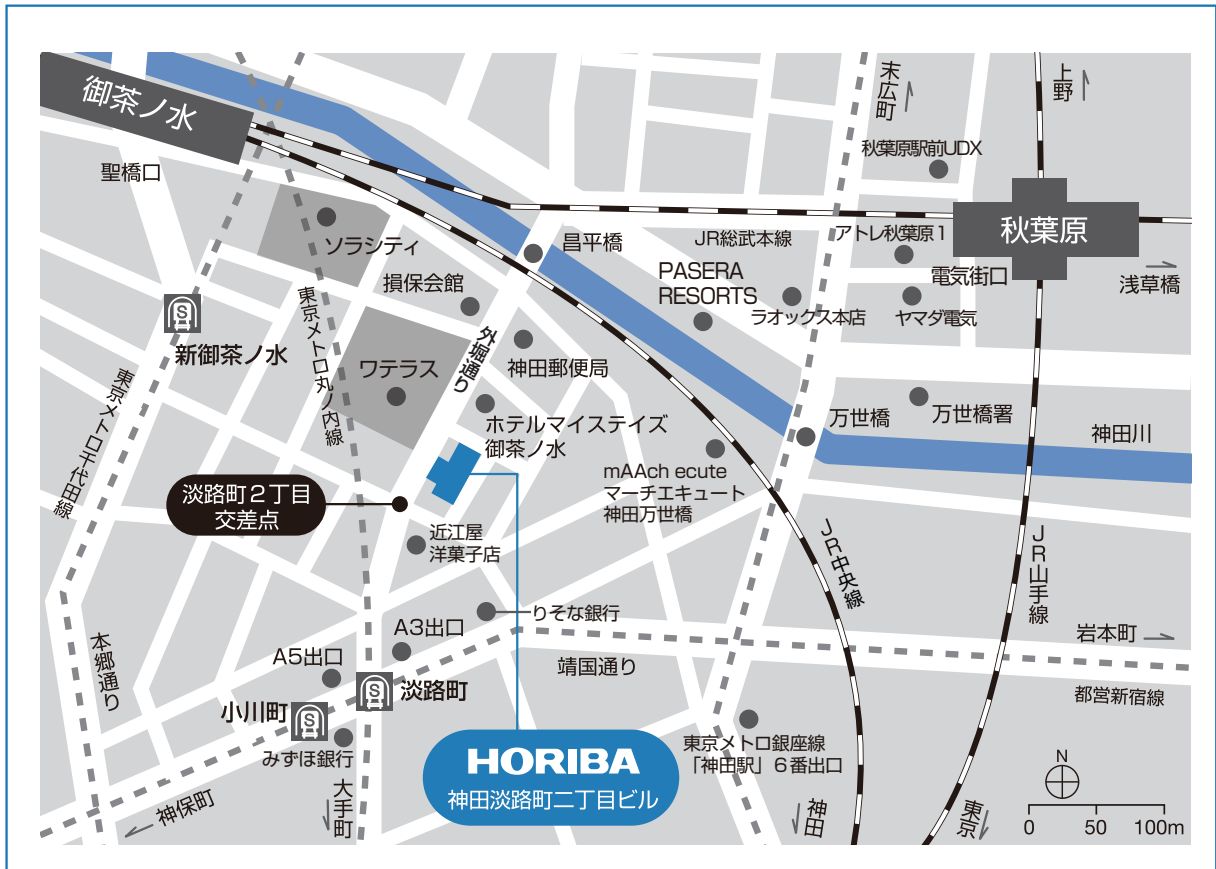 御茶ノ水
聖橋口
末広町
上野
秋葉原駅前UDX
ソラシティ
昌平橋
JR総武本線
アトレ秋葉原1
秋葉原
電気街口
浅草橋
損保会館
PASERA
RESORTS
ラオックス本店
ヤマダ電気
S
新御茶ノ水
東京メトロ丸ノ内線
外堀通り
神田郵便局
東京メトロ千代田線
ワテラス
ホテルマイステイズ
御茶ノ水
万世橋
万世橋署
神田川
mAAch ecute
マーチエキュート
神田万世橋
淡路町2丁目
交差点
近江屋
洋菓子店
JR中央線
JR山手線
りそな銀行
A3出口
本郷通り
A5出口
靖国通り
岩本町
都営新宿線
S
淡路町
小川町
S
みずほ銀行
HORIBA
神田淡路町二丁目ビル
東京メトロ銀座線
「神田駅」6番出口
神保町
大手町
神田
東京
N
0 50 100m